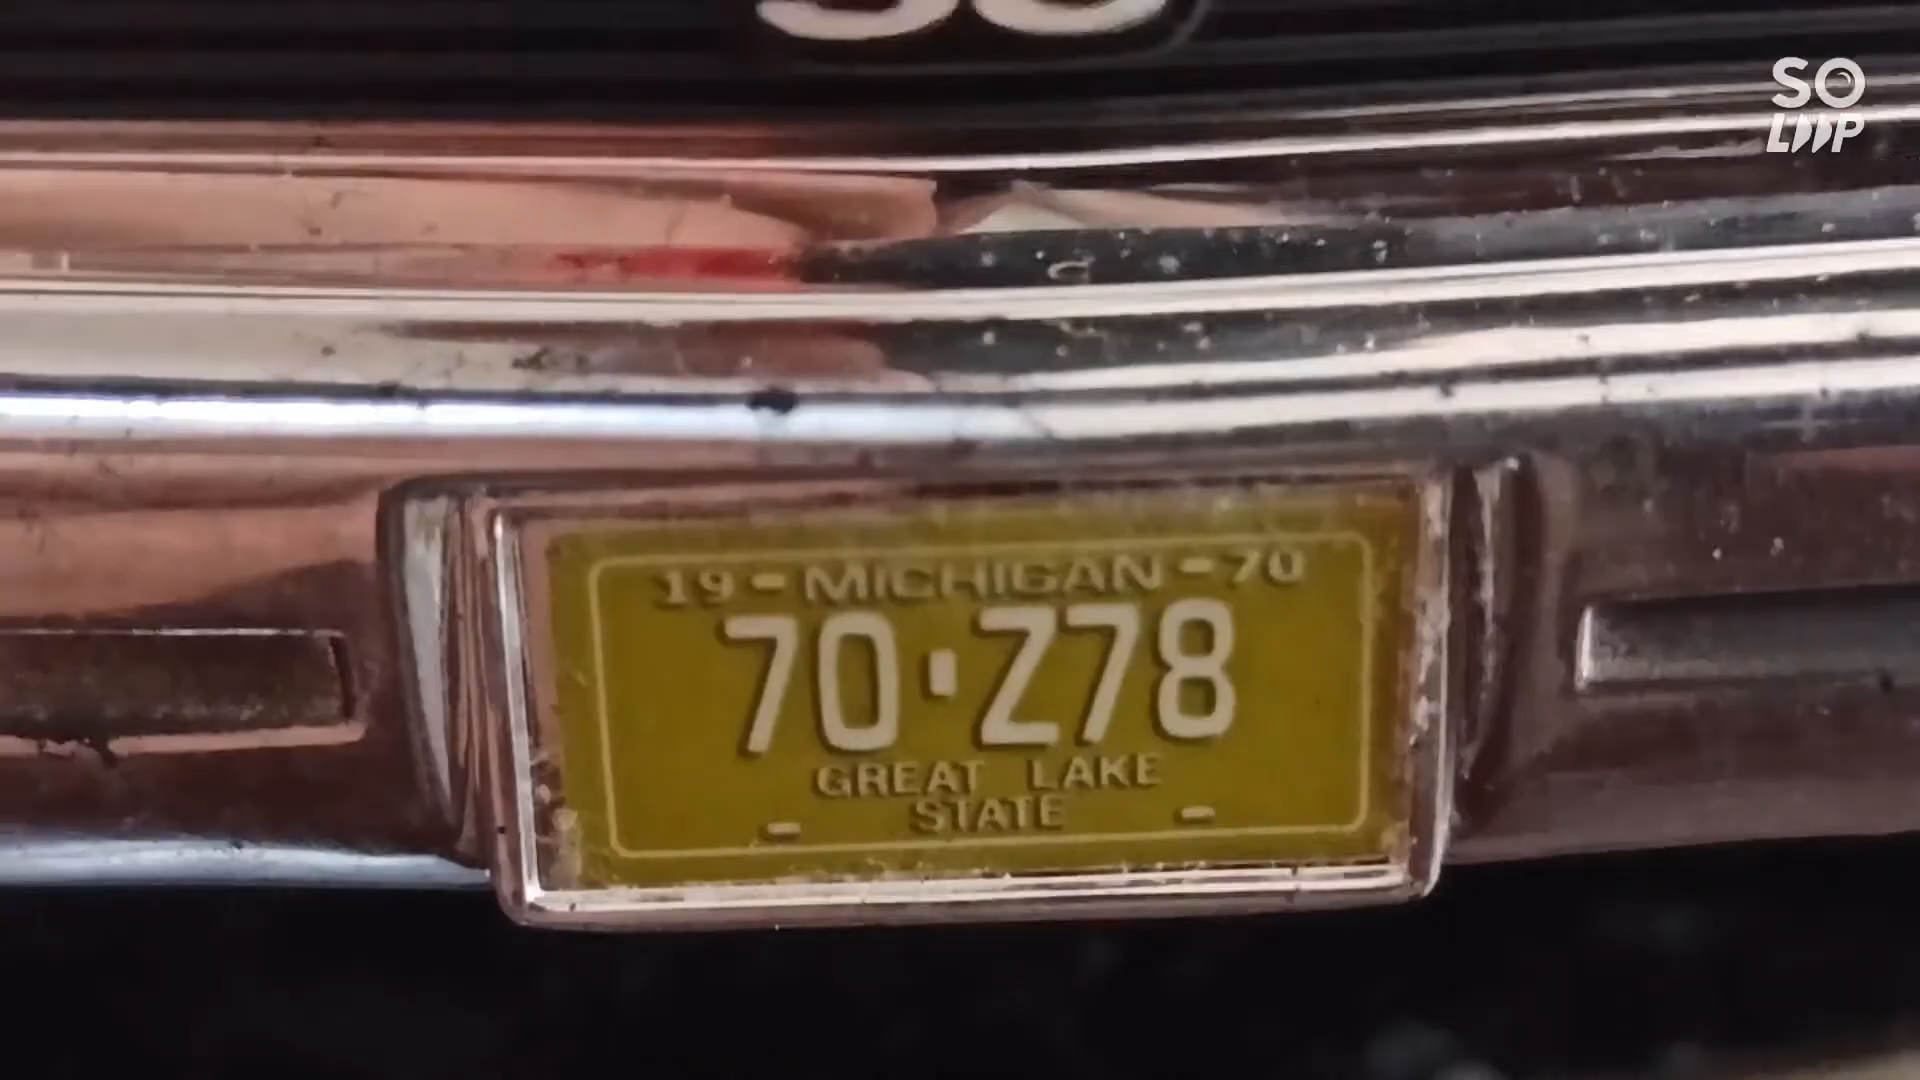 SO
LOOP
19-MICHIGAN-70
70·Z78
GREAT LAKE
STATE